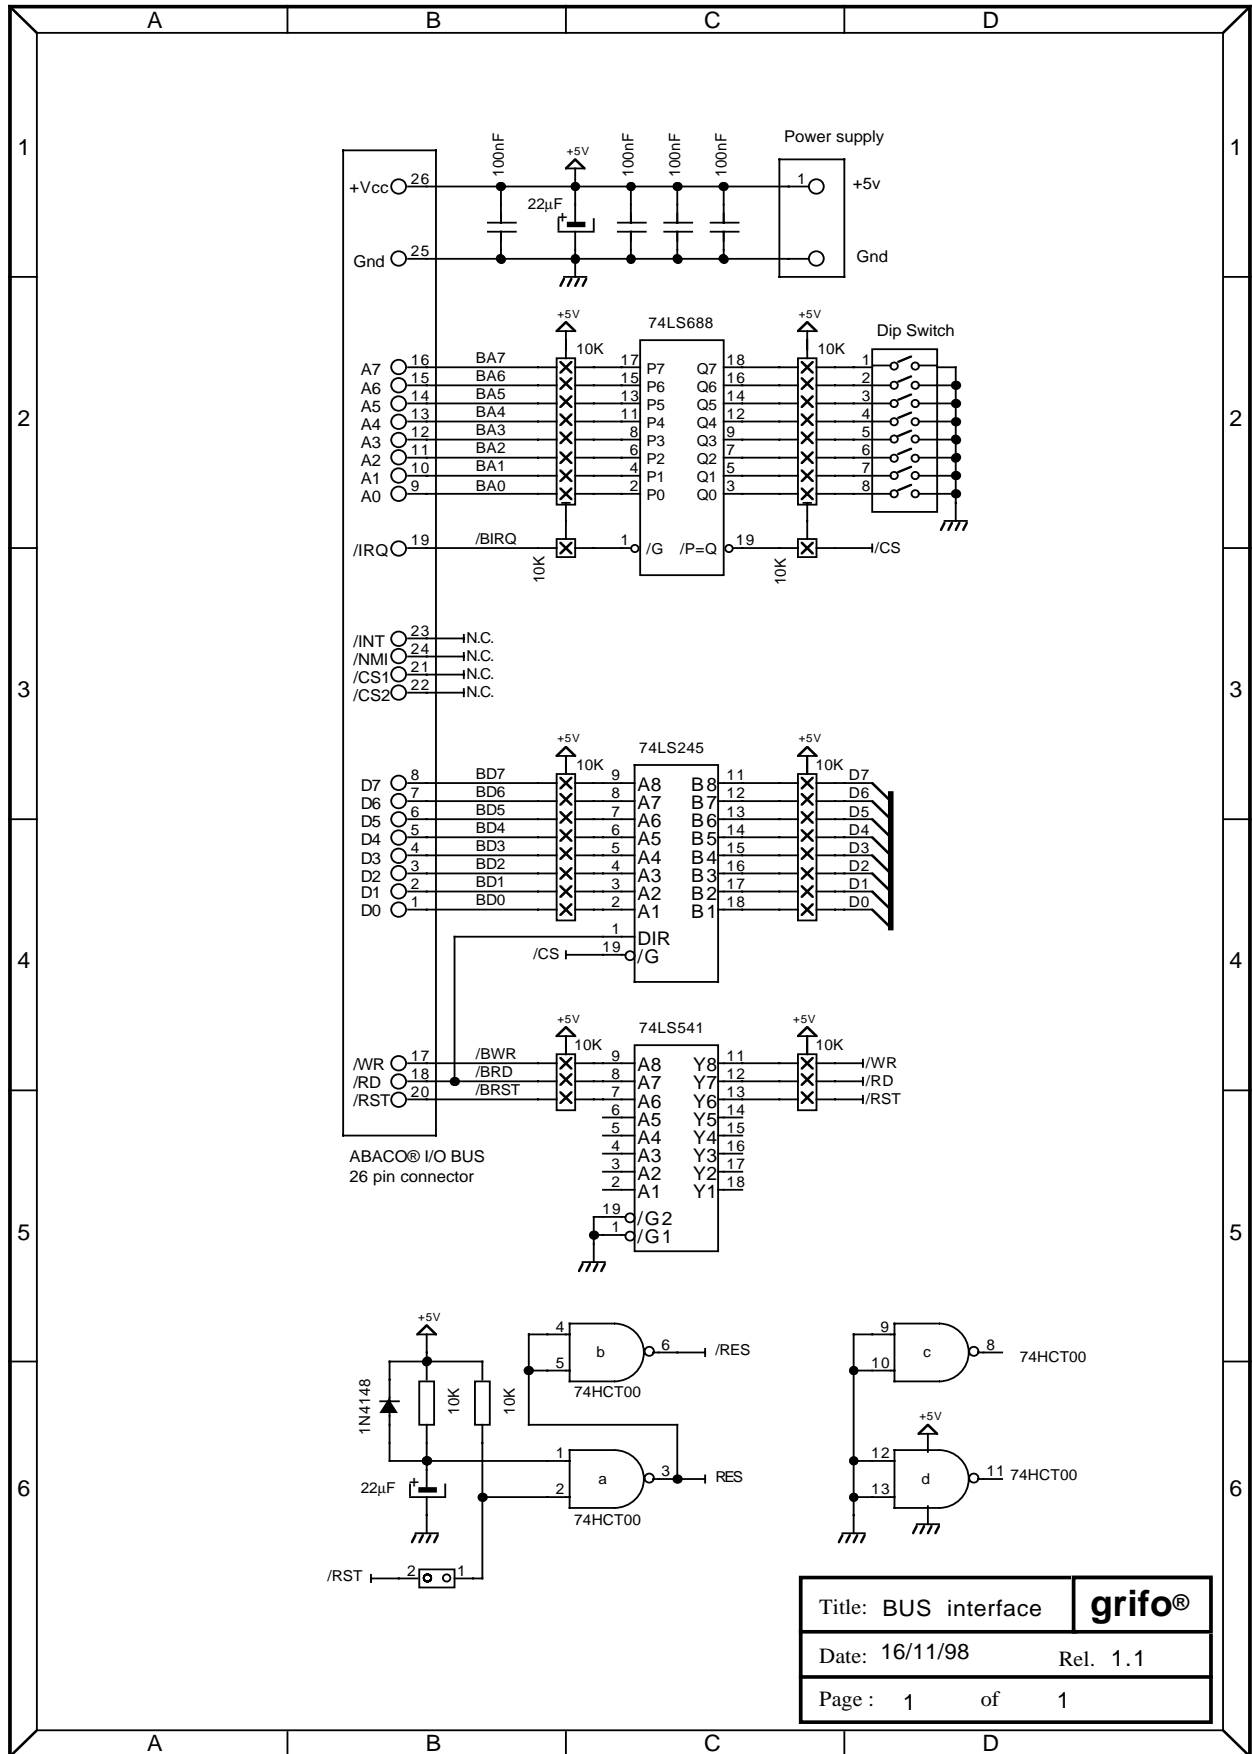 A B C D
1 1
100nF +5V 100nF 100nF 100nF Power supply
+Vcc 26 1 +5v
22µF +
Gnd 25 Gnd
+5V 74LS688 +5V Dip Switch
10K 10K
A7 16 BA7 17 P7 Q7 18 1
A6 15 BA6 15 P6 Q6 16 2
A5 14 BA5 13 P5 Q5 14 3
2 A4 13 BA4 11 P4 Q4 12 4 2
A3 12 BA3 8 P3 Q3 9 5
A2 11 BA2 6 P2 Q2 7 6
A1 10 BA1 4 P1 Q1 5 7
A0 9 BA0 2 P0 Q0 3 8
/IRQ 19 /BIRQ 1 /G /P=Q 19 /CS
10K 10K
/INT 23 N.C.
/NMI 24 N.C.
/CS1 21 N.C.
3 /CS2 22 N.C. 3
+5V 74LS245 +5V
10K 10K
D7 8 BD7 9 A8 B8 11 D7
D6 7 BD6 8 A7 B7 12 D6
D5 6 BD5 7 A6 B6 13 D5
D4 5 BD4 6 A5 B5 14 D4
D3 4 BD3 5 A4 B4 15 D3
D2 3 BD2 4 A3 B3 16 D2
D1 2 BD1 3 A2 B2 17 D1
D0 1 BD0 2 A1 B1 18 D0
1 DIR
4 /CS 19 /G 4
+5V 74LS541 +5V
10K 10K
/WR 17 /BWR 9 A8 Y8 11 /WR
/RD 18 /BRD 8 A7 Y7 12 /RD
/RST 20 /BRST 7 A6 Y6 13 /RST
6 A5 Y5 14
5 A4 Y4 15
4 A3 Y3 16
3 A2 Y2 17
2 A1 Y1 18
ABACO® I/O BUS
26 pin connector
19 /G2
5 1 /G1 5
+5V
4 b 6 /RES 9 c 8 74HCT00
5 10
74HCT00
1N4148 10K 10K
+5V
1 12
6 22µF + a 3 RES d 11 74HCT00 6
2 13
74HCT00
/RST 2 1
Title: BUS interface grifo®
Date: 16/11/98 Rel. 1.1
Page : 1 of 1
A B C D